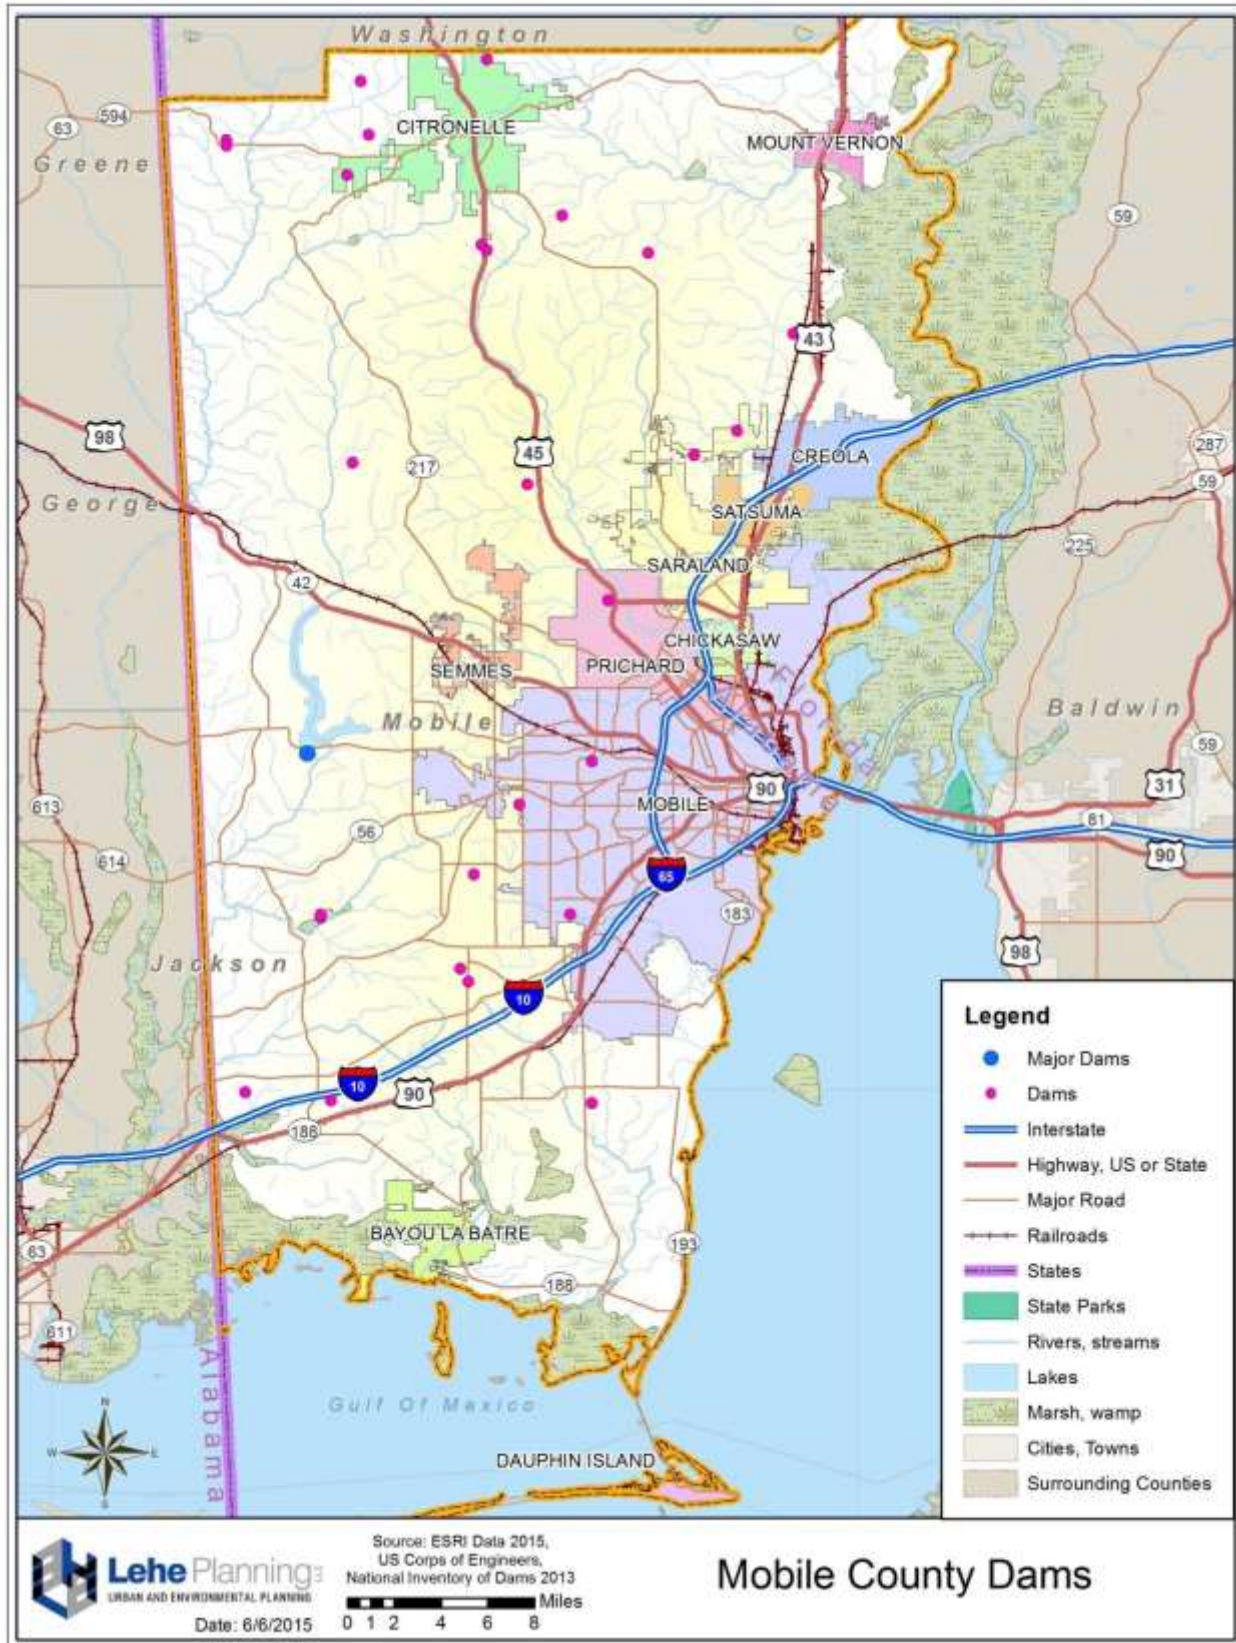 Washington
63
594
Greene
CITRONELLE
MOUNT VERNON
59
43
98
217
45
CREOLA
287
59
George
SATSUMA
225
SARALAND
42
CHICKASAW
SEMMES
PRICHARD
Mobile
Baldwin
59
31
90
613
MOBILE
81
56
90
614
65
183
Jackson
98
10
10
90
188
BAYOU LA BATRE
63
193
188
611
Alabama
Gulf Of Mexico
DAUPHIN ISLAND
N
W
E
S
Legend
Major Dams
Dams
Interstate
Highway, US or State
Major Road
Railroads
States
State Parks
Rivers, streams
Lakes
Marsh, wamp
Cities, Towns
Surrounding Counties
Lehe Planning
URBAN AND ENVIRONMENTAL PLANNING
Date: 6/6/2015
Source: ESRI Data 2015,
US Corps of Engineers,
National Inventory of Dams 2013
Miles
0 1 2 4 6 8
Mobile County Dams